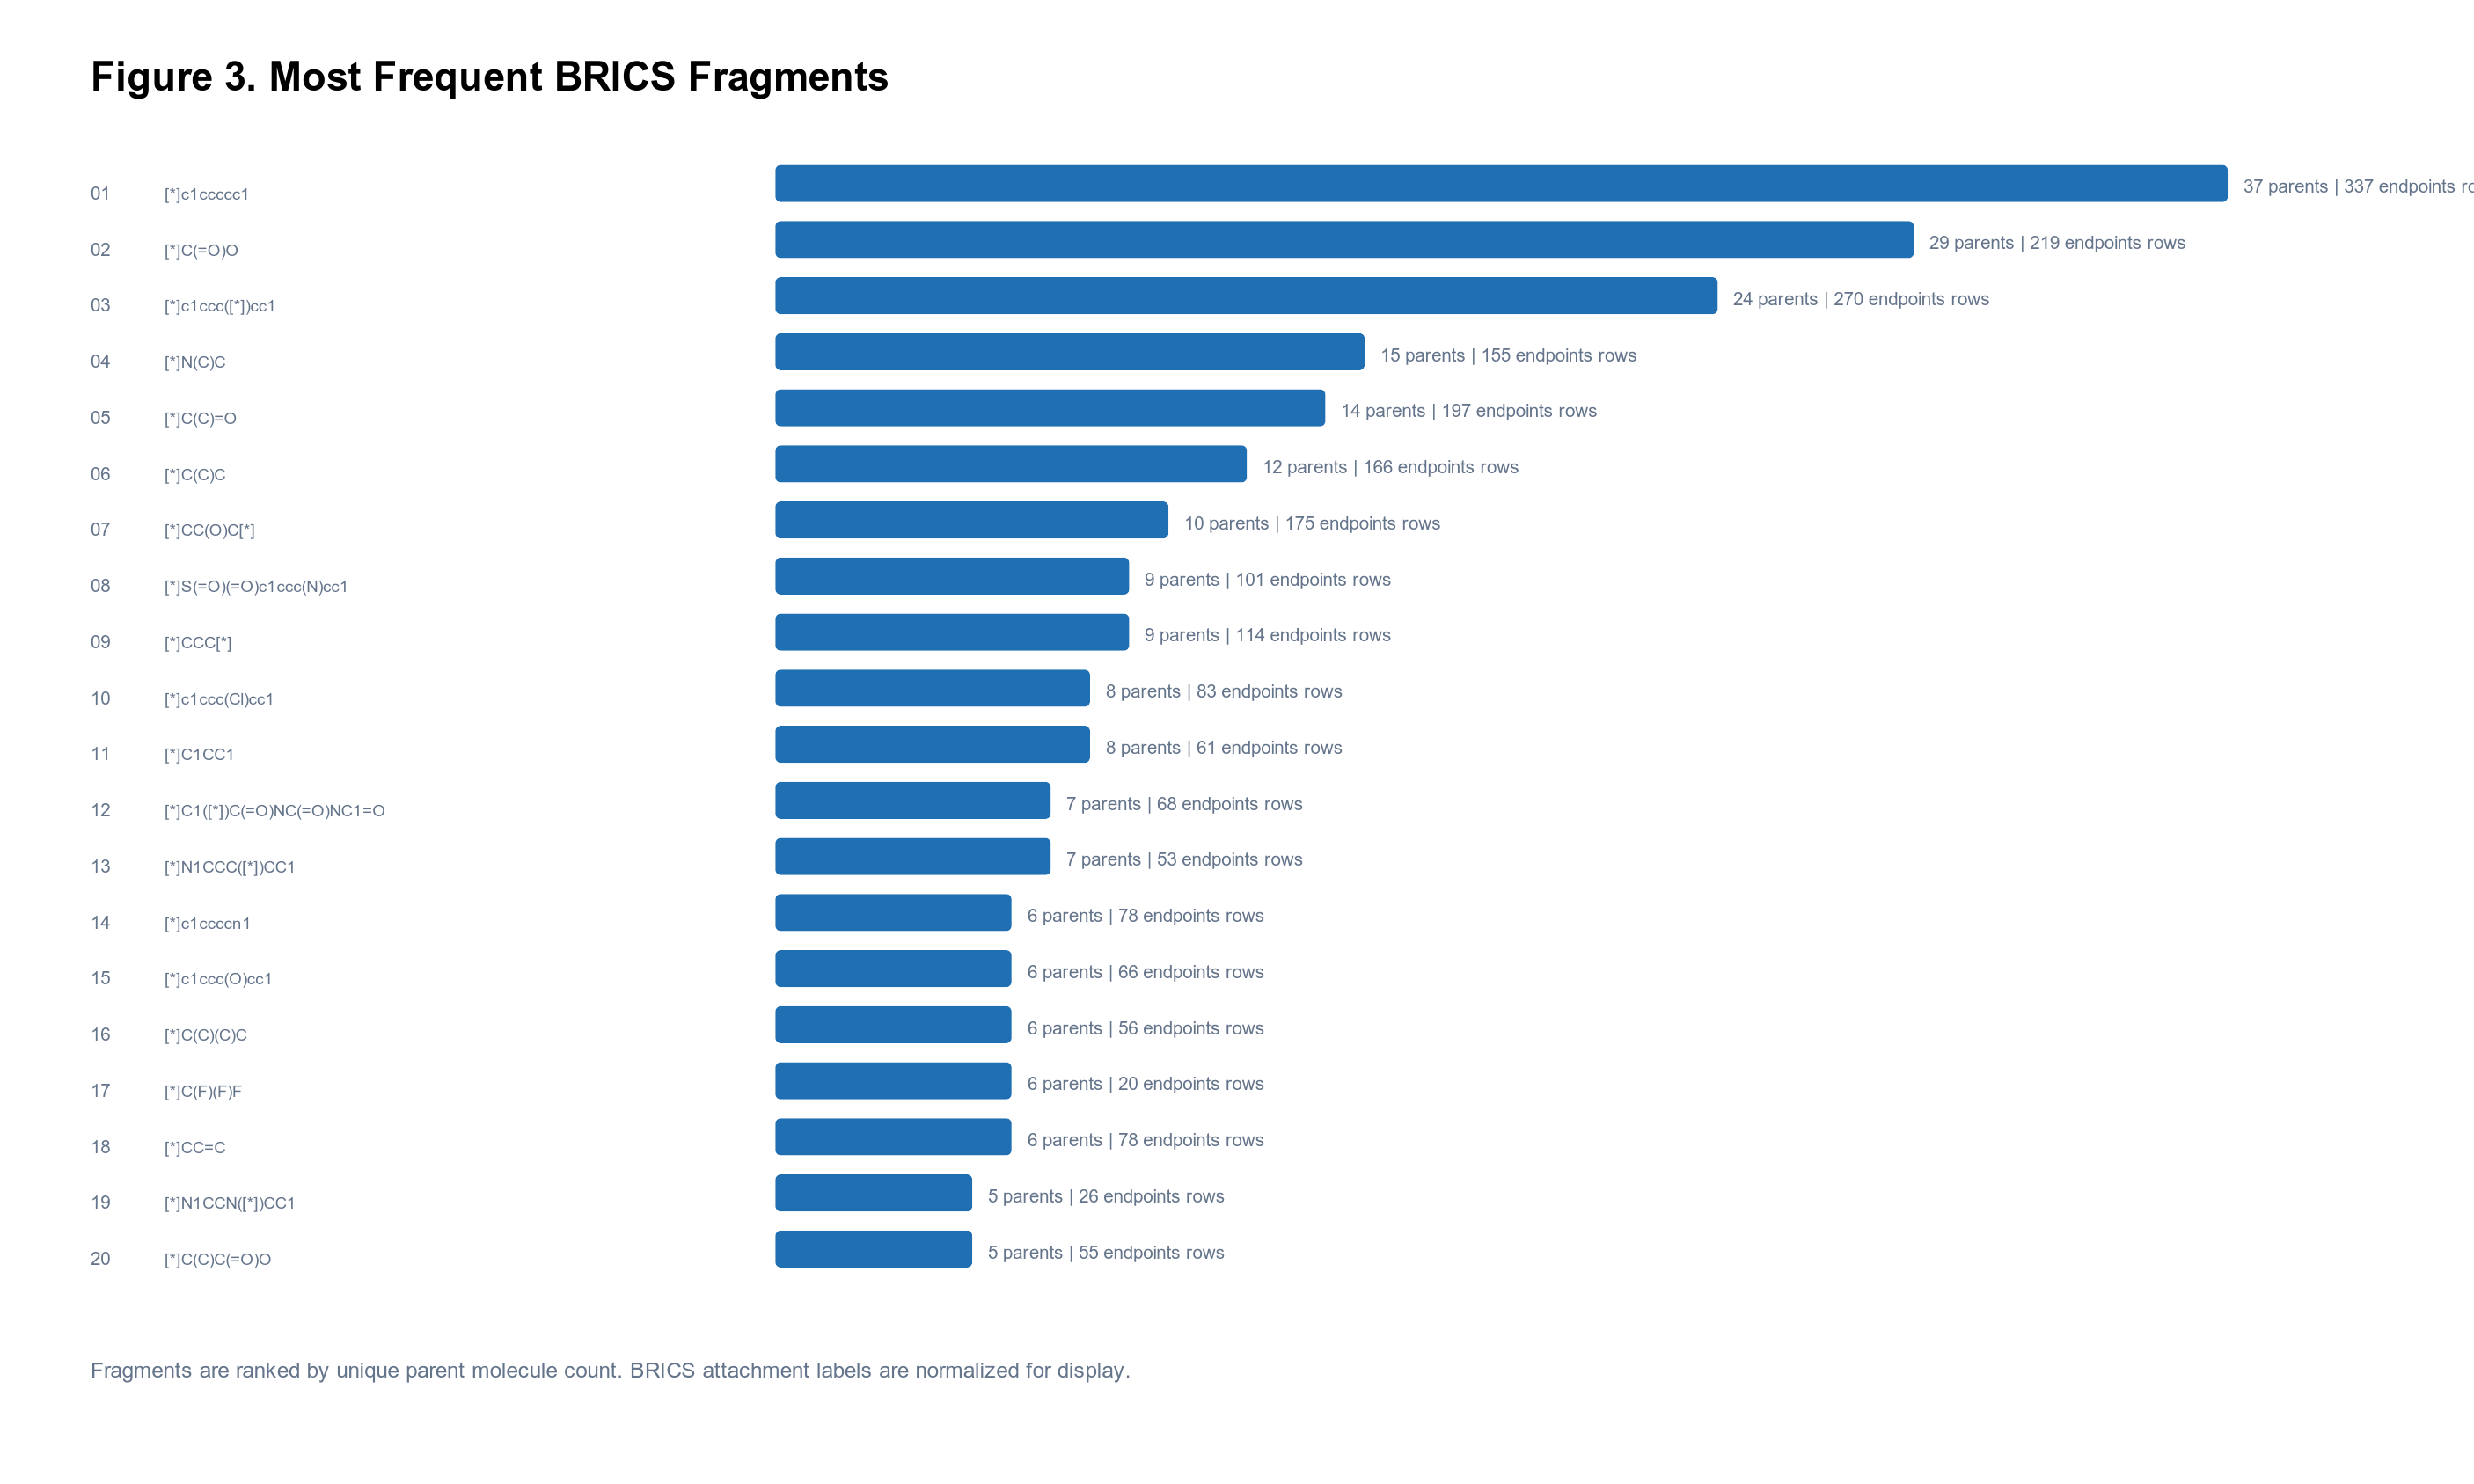 Figure 3. Most Frequent BRICS Fragments
01 [*]c1ccccc1 37 parents | 337 endpoints
02 [*]C(=O)O 29 parents | 219 endpoints rows
03 [*]c1ccc([*])cc1 24 parents | 270 endpoints rows
04 [*]N(C)C 15 parents | 155 endpoints rows
05 [*]C(C)=O 14 parents | 197 endpoints rows
06 [*]C(C)C 12 parents | 166 endpoints rows
07 [*]CC(O)C[*] 10 parents | 175 endpoints rows
08 [*]S(=O)(=O)c1ccc(N)cc1 9 parents | 101 endpoints rows
09 [*]CCC[*] 9 parents | 114 endpoints rows
10 [*]c1ccc(Cl)cc1 8 parents | 83 endpoints rows
11 [*]C1CC1 8 parents | 61 endpoints rows
12 [*]C1([*])C(=O)NC(=O)NC1=O 7 parents | 68 endpoints rows
13 [*]N1CCC([*])CC1 7 parents | 53 endpoints rows
14 [*]c1ccccn1 6 parents | 78 endpoints rows
15 [*]c1ccc(O)cc1 6 parents | 66 endpoints rows
16 [*]C(C)(C)C 6 parents | 56 endpoints rows
17 [*]C(F)(F)F 6 parents | 20 endpoints rows
18 [*]CC=C 6 parents | 78 endpoints rows
19 [*]N1CCN([*])CC1 5 parents | 26 endpoints rows
20 [*]C(C)C(=O)O 5 parents | 55 endpoints rows
Fragments are ranked by unique parent molecule count. BRICS attachment labels are normalized for display.